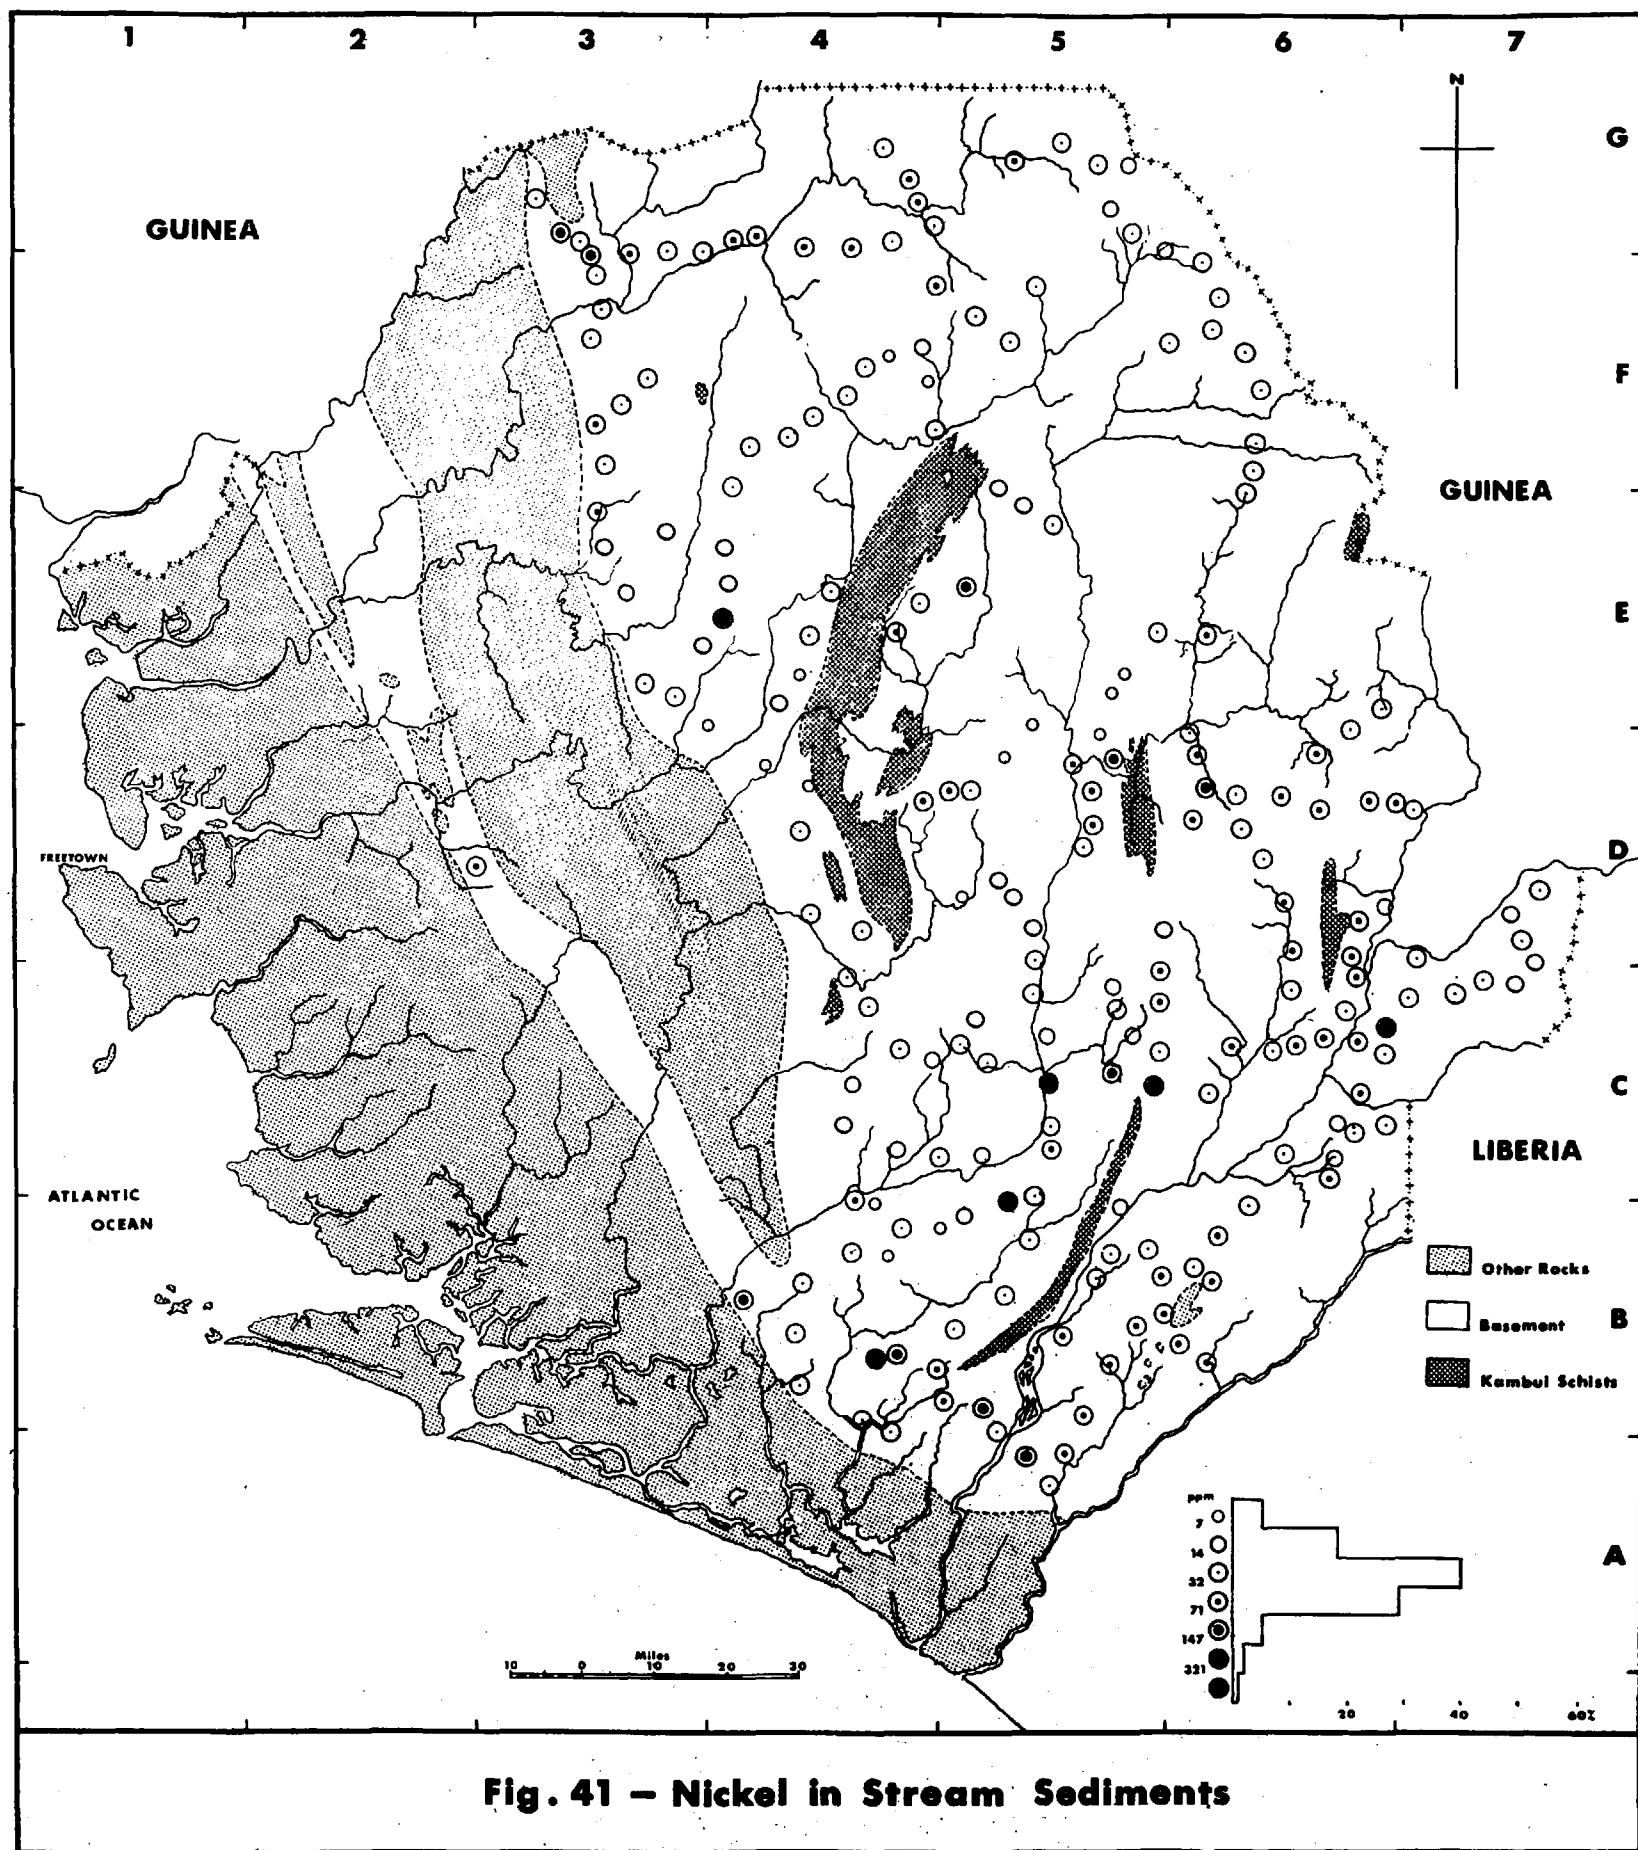 1 2 3 4 5 6 7
N
G
GUINEA
F
GUINEA
E
FREETOWN
D
C
LIBERIA
ATLANTIC
OCEAN
Other Rocks
Basement
B
Kambui Schists
ppm
7
14
32
71
147
321
A
20 40 60%
Miles
10 0 10 20 30
Fig. 41 – Nickel in Stream Sediments